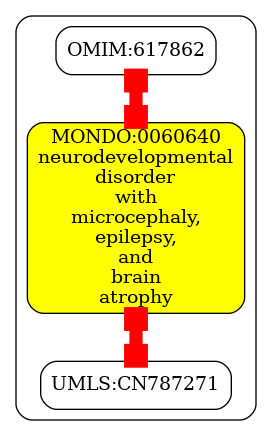 OMIM:617862
MONDO:0060640
neurodevelopmental
disorder
with
microcephaly,
epilepsy,
and
brain
atrophy
UMLS:CN787271